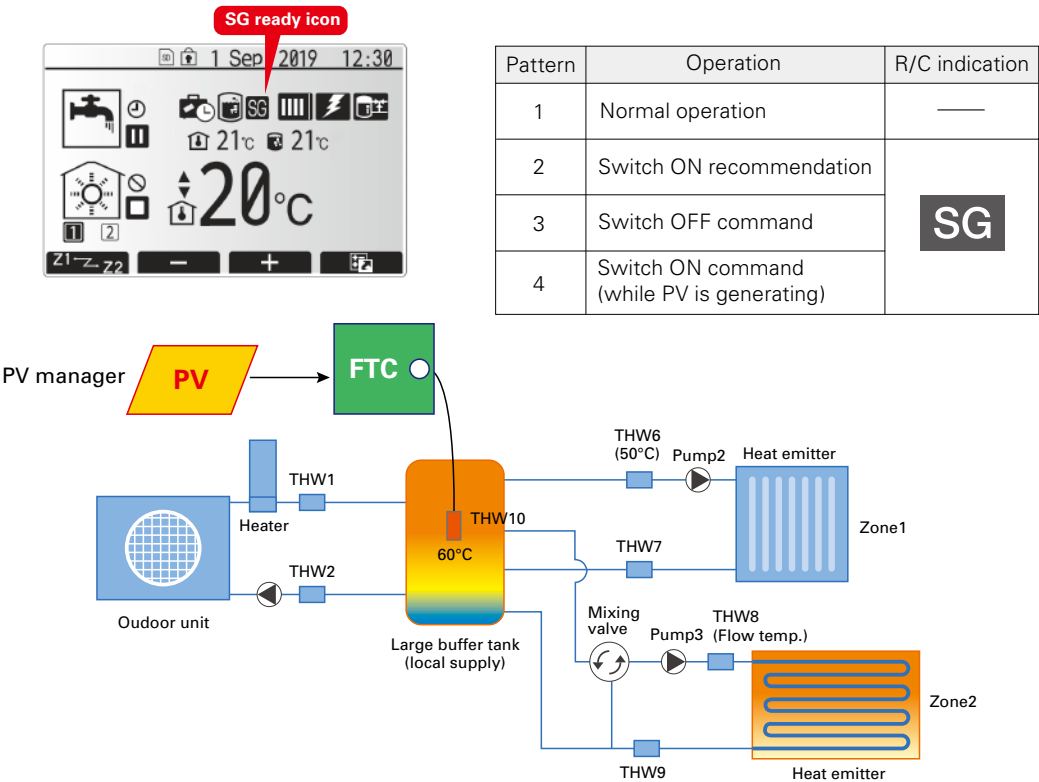 SG ready icon
SD 1 Sep 2019 12:30
SG
21°C 21°C
20°C
1 2
Z1 Z2 − +
Pattern Operation R/C indication
1 Normal operation ——
2 Switch ON recommendation
3 Switch OFF command
SG
4 Switch ON command
(while PV is generating)
PV manager
PV
FTC
THW6
(50°C)
Pump2
Heat emitter
Zone1
THW1
Heater
THW10
60°C
THW7
THW2
Oudoor unit
Large buffer tank
(local supply)
Mixing
valve
Pump3
THW8
(Flow temp.)
Zone2
THW9
Heat emitter